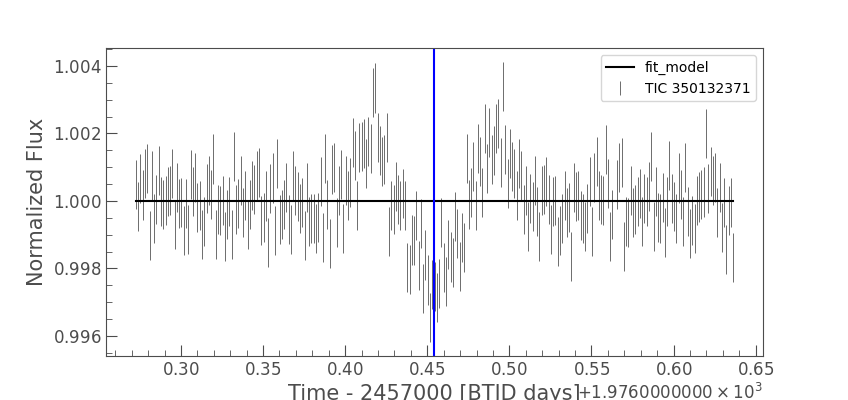 fit_model
TIC 350132371
Normalized Flux
1.004
1.002
1.000
0.998
0.996
0.30 0.35 0.40 0.45 0.50 0.55 0.60 0.65
Time - 2457000 [BTJD days]
+1.9760000000 × 10³